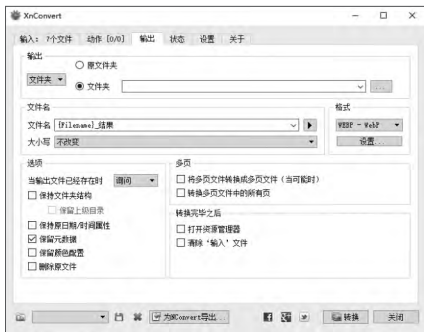 XnConvert
输入: 7个文件 动作 [0/0] 输出 状态 设置 关于
输出
原文件夹
文件夹 文件夹 ...
文件名 格式
文件名 {Filename}_结果 WEBP - WebP
大小写 不改变 设置...
选项 多页
当输出文件已经存在时 询问 将多页文件转换成多页文件（当可能时）
保持文件夹结构 转换多页文件中的所有页
保留上级目录
保持原日期/时间属性 转换完毕之后
保留元数据 打开资源管理器
保留颜色配置 清除‘输入’文件
删除原文件
为NConvert导出... 转换 关闭